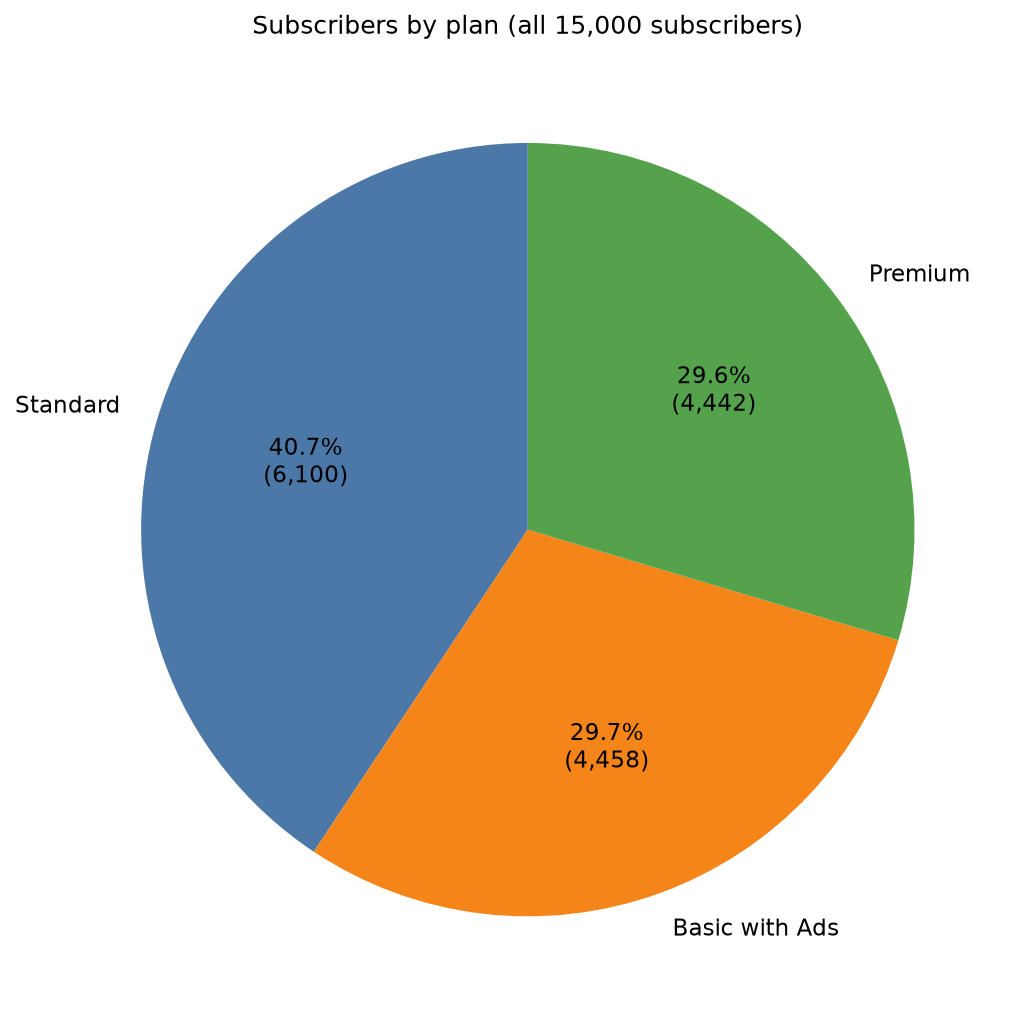 Subscribers by plan (all 15,000 subscribers)
Premium
29.6%
(4,442)
Standard
40.7%
(6,100)
29.7%
(4,458)
Basic with Ads